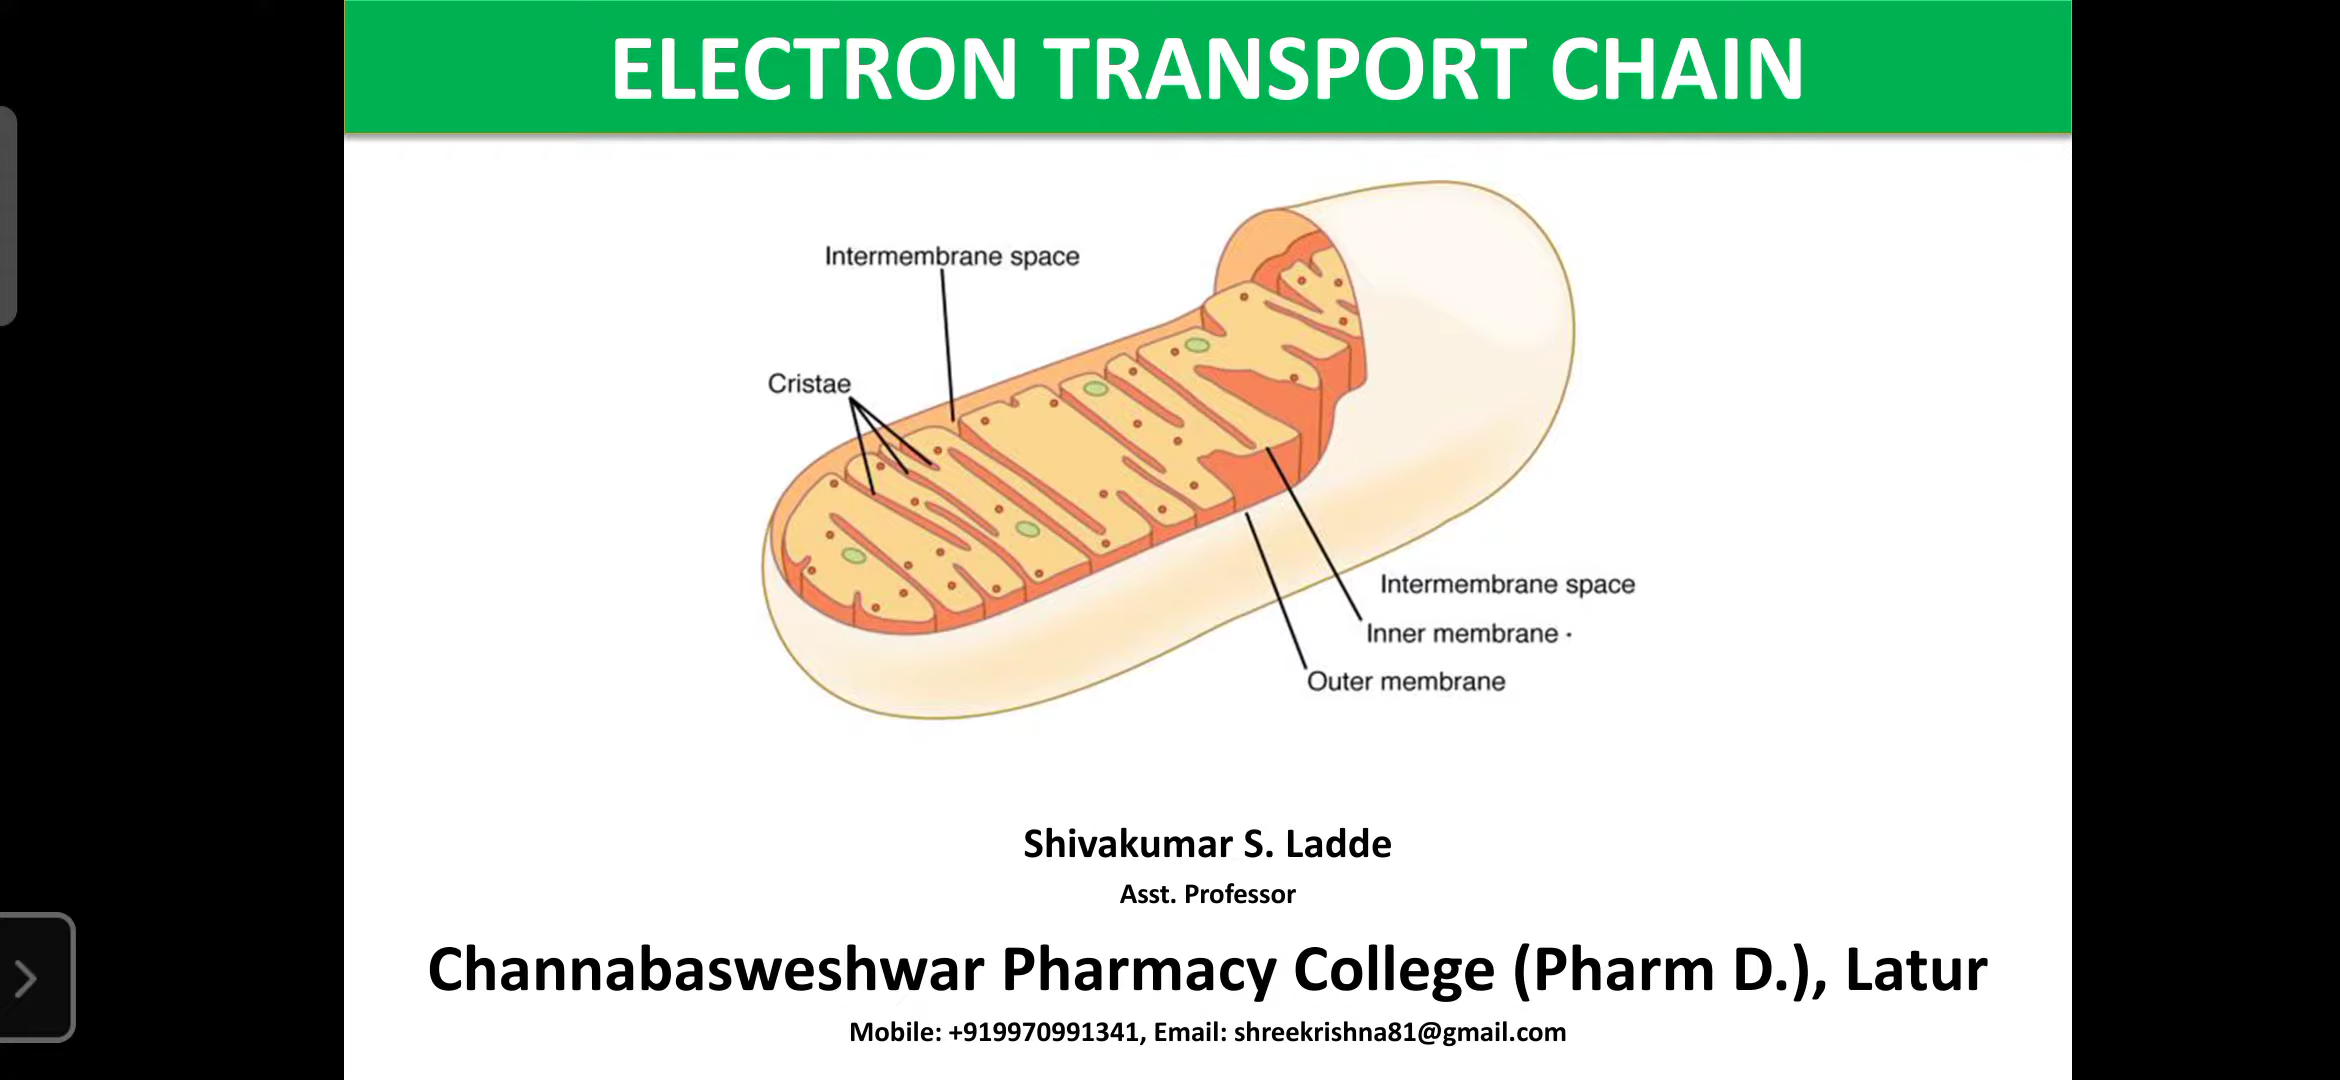 ELECTRON TRANSPORT CHAIN
Intermembrane space
Cristae
Intermembrane space
Inner membrane
Outer membrane
Shivakumar S. Ladde
Asst. Professor
Channabasweshwar Pharmacy College (Pharm D.), Latur
Mobile: +919970991341, Email: shreekrishna81@gmail.com